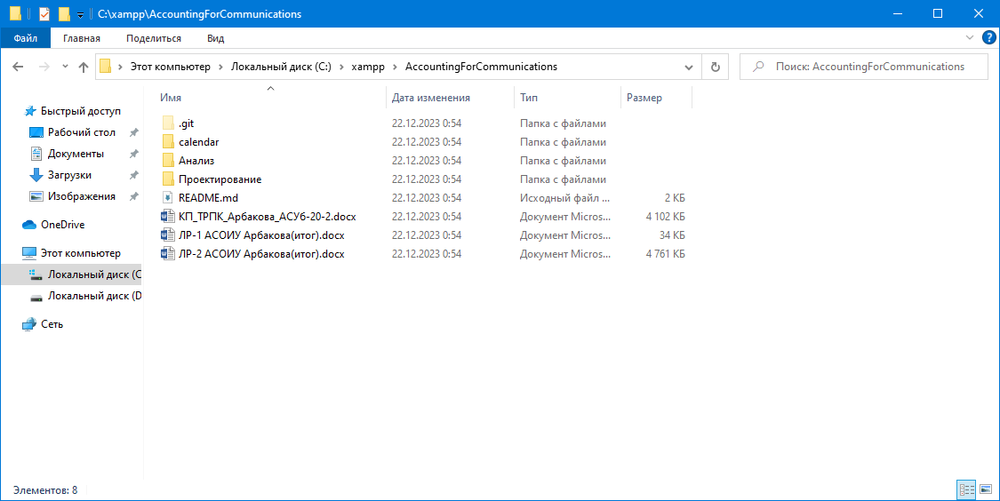 C:\xampp\AccountingForCommunications
Файл Главная Поделиться Вид
Этот компьютер Локальный диск (C:) xampp AccountingForCommunications Поиск: AccountingForCommunications
Быстрый доступ
Рабочий стол
Документы
Загрузки
Изображения
OneDrive
Этот компьютер
Локальный диск (C
Локальный диск (D
Сеть
Имя Дата изменения Тип Размер
.git 22.12.2023 0:54 Папка с файлами
calendar 22.12.2023 0:54 Папка с файлами
Анализ 22.12.2023 0:54 Папка с файлами
Проектирование 22.12.2023 0:54 Папка с файлами
README.md 22.12.2023 0:54 Исходный файл ... 2 КБ
КП_ТРПК_Арбакова_АСУб-20-2.docx 22.12.2023 0:54 Документ Micros... 4 102 КБ
ЛР-1 АСОИУ Арбакова(итог).docx 22.12.2023 0:54 Документ Micros... 34 КБ
ЛР-2 АСОИУ Арбакова(итог).docx 22.12.2023 0:54 Документ Micros... 4 761 КБ
Элементов: 8